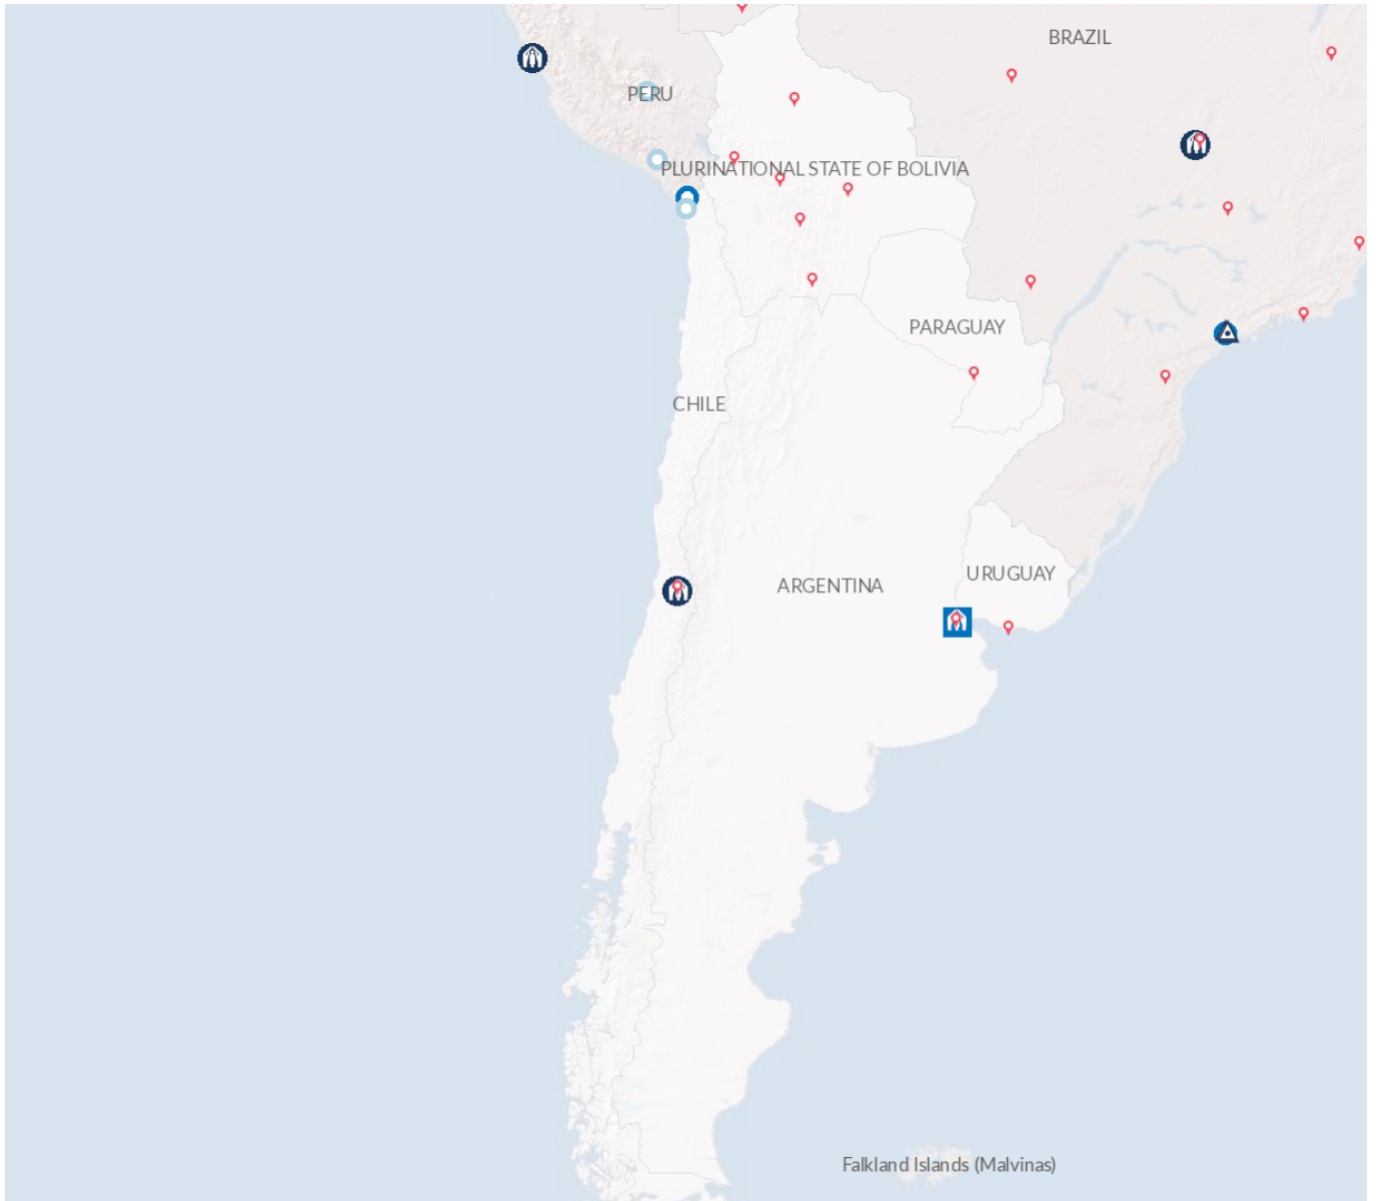 BRAZIL
PERU
PLURINATIONAL STATE OF BOLIVIA
PARAGUAY
CHILE
URUGUAY
ARGENTINA
Falkland Islands (Malvinas)